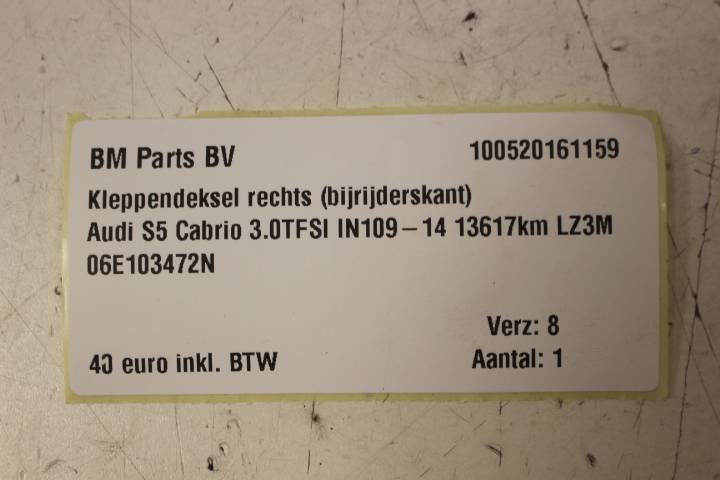 BM Parts BV 100520161159
Kleppendeksel rechts (bijrijderskant)
Audi S5 Cabrio 3.0TFSI IN109-14 13617km LZ3M
06E103472N
Verz: 8
40 euro inkl. BTW Aantal: 1